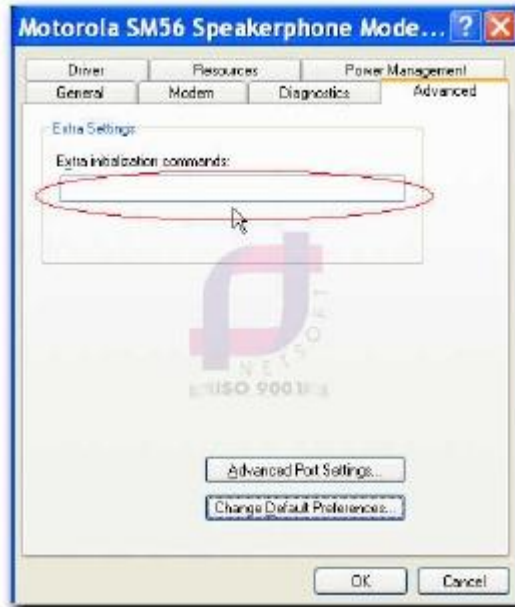 Motorola SM56 Speakerphone Mode...
Driver Resources Power Management
General Modem Diagnostics Advanced
Extra Settings
Extra initialization commands:
NETSOFT
ISO 9001
Advanced Port Settings...
Change Default Preferences...
OK Cancel